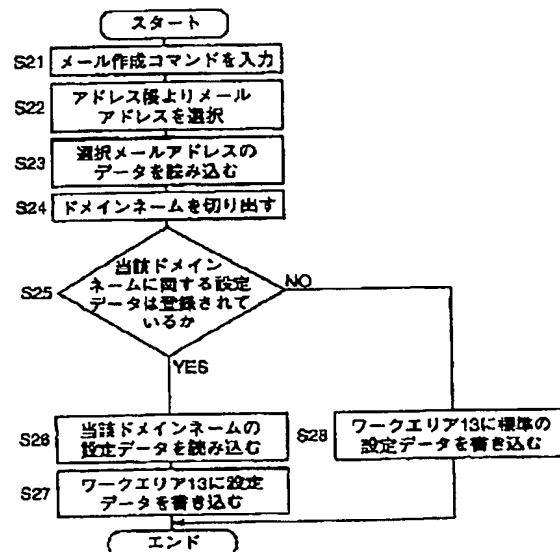 スタート
S21 メール作成コマンドを入力
S22 アドレス帳よりメール
アドレスを選択
S23 選択メールアドレスの
データを読み込む
S24 ドメインネームを切り出す
S25 当該ドメイン
ネームに関する設定
データは登録されて
いるか
NO
YES
S26 当該ドメインネームの
設定データを読み込む
S28 ワークエリア13に標準の
設定データを書き込む
S27 ワークエリア13に設定
データを書き込む
エンド